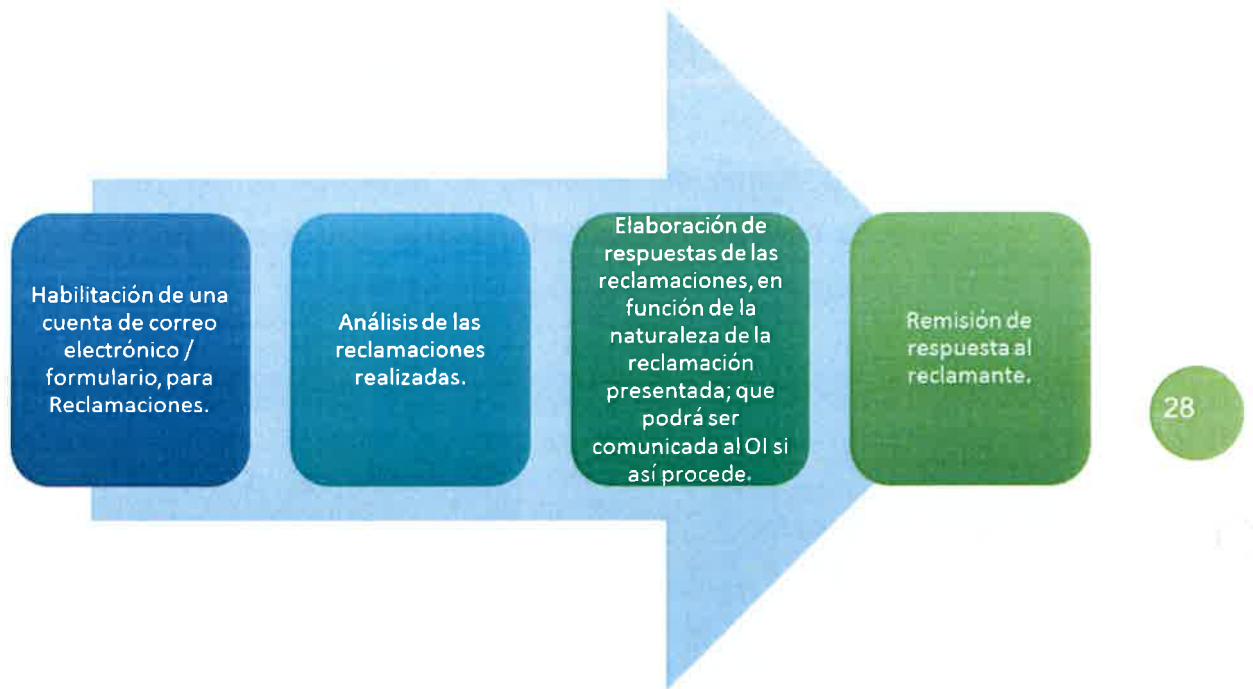 Habilitación de una
cuenta de correo
electrónico /
formulario, para
Reclamaciones.
Análisis de las
reclamaciones
realizadas.
Elaboración de
respuestas de las
reclamaciones, en
función de la
naturaleza de la
reclamación
presentada; que
podrá ser
comunicada al OI si
así procede.
Remisión de
respuesta al
reclamante.
28